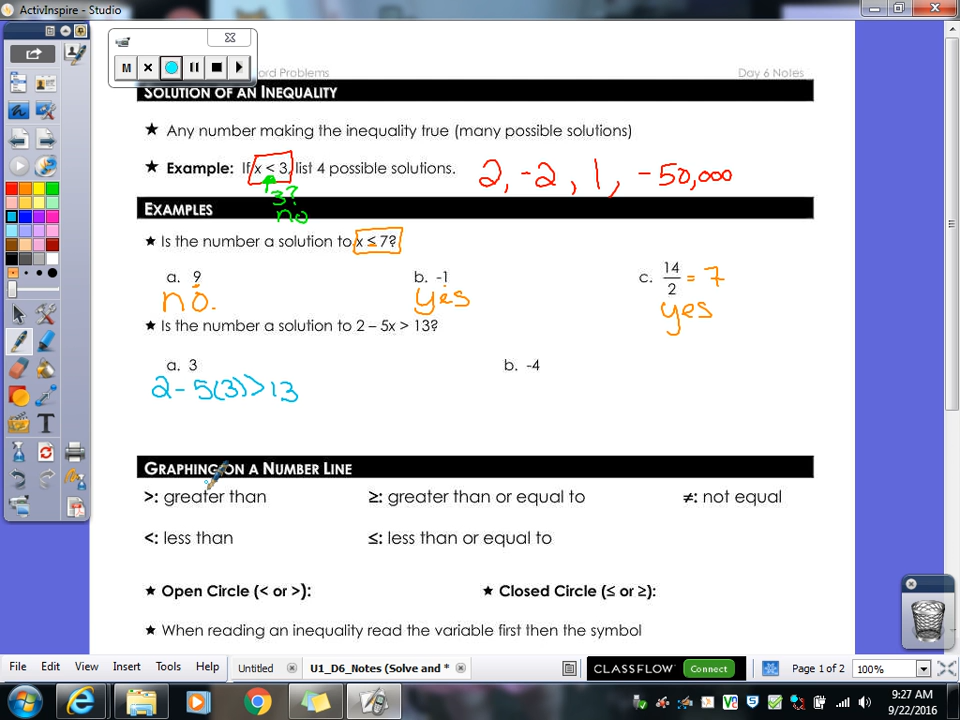 ActivInspire - Studio
M
ord Problems Day 6 Notes
SOLUTION OF AN INEQUALITY
★ Any number making the inequality true (many possible solutions)
★ Example: If x < 3, list 4 possible solutions. 2, -2, 1, -50,000
3?
no
EXAMPLES
★ Is the number a solution to x ≤ 7?
a. 9 b. -1 c. 14/2 = 7
no. yes yes
★ Is the number a solution to 2 – 5x > 13?
a. 3 b. -4
2 - 5(3) > 13
GRAPHING ON A NUMBER LINE
>: greater than ≥: greater than or equal to ≠: not equal
<: less than ≤: less than or equal to
★ Open Circle (< or >): ★ Closed Circle (≤ or ≥):
★ When reading an inequality read the variable first then the symbol
File Edit View Insert Tools Help Untitled U1_D6_Notes (Solve and * CLASSFLOW Connect Page 1 of 2 100%
9:27 AM
9/22/2016